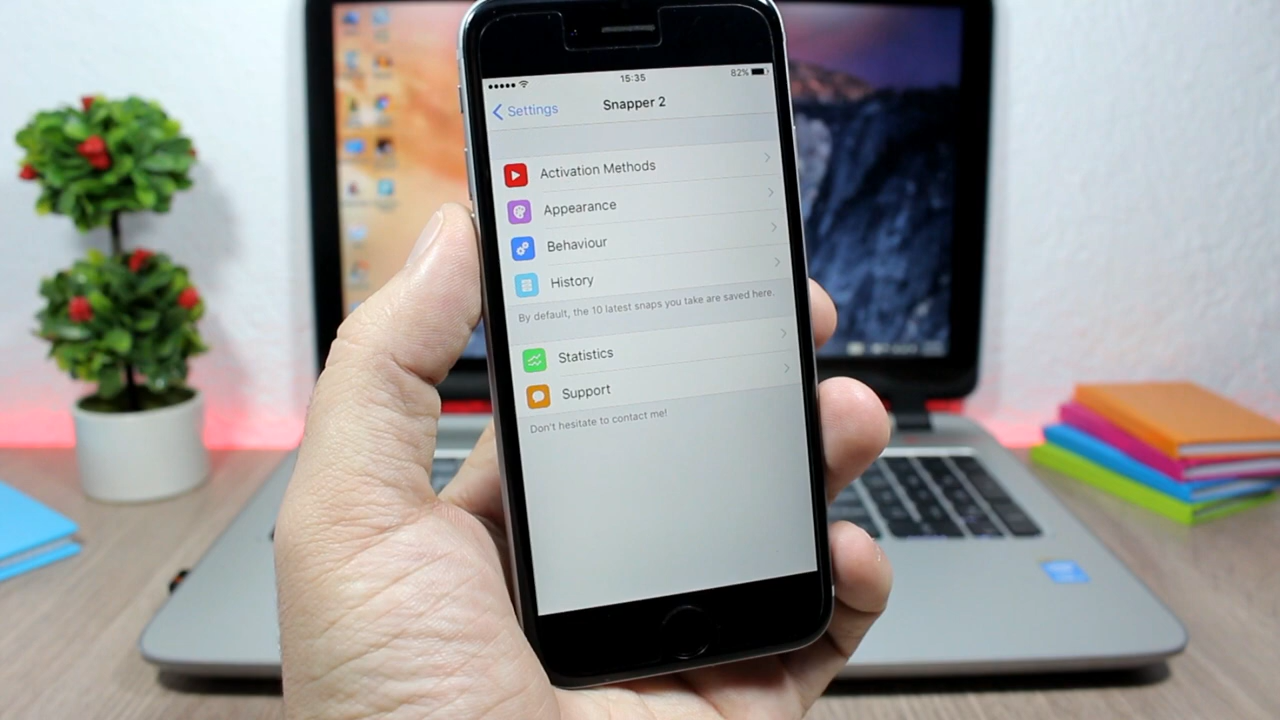 15:35
82%
Settings
Snapper 2
Activation Methods
Appearance
Behaviour
History
By default, the 10 latest snaps you take are saved here.
Statistics
Support
Don't hesitate to contact me!